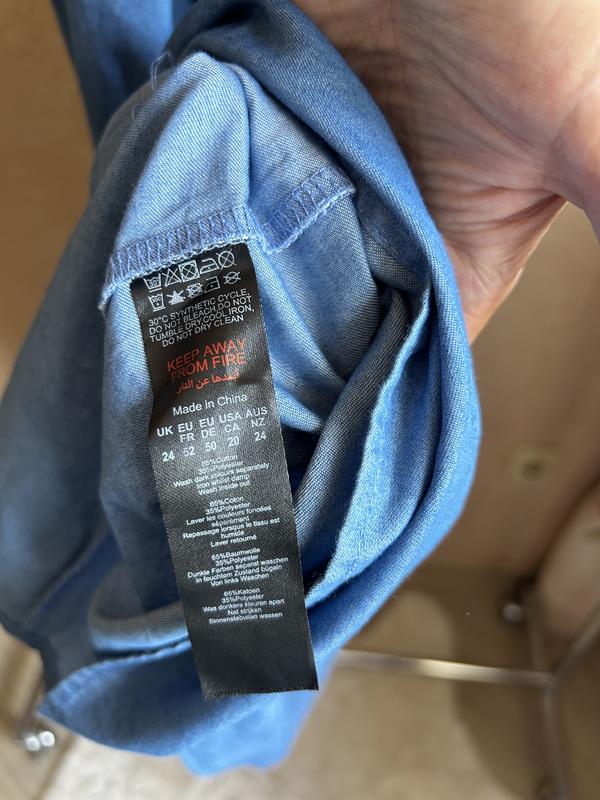 30°C SYNTHETIC CYCLE,
DO NOT BLEACH DO NOT
TUMBLE DRY COOL IRON,
DO NOT DRY CLEAN
KEEP AWAY
FROM FIRE
أبعدها عن النار
Made in China
UK EU EU USA AUS
FR DE CA NZ
24 52 50 20 24
65%Cotton
35%Polyester
Wash dark colours separately
Iron whilst damp
Wash inside out
65%Coton
35%Polyester
Laver les couleurs foncées
séparément
Repassage lorsque le tissu est
humide
Laver retourné
65%Baumwolle
35%Polyester
Dunkle Farben separat waschen
in feuchtem Zustand bügeln
Von links Waschen
65%Katoen
35%Polyester
Was donkere kleuren apart
Nat strijken
Binnenstebuiten wassen